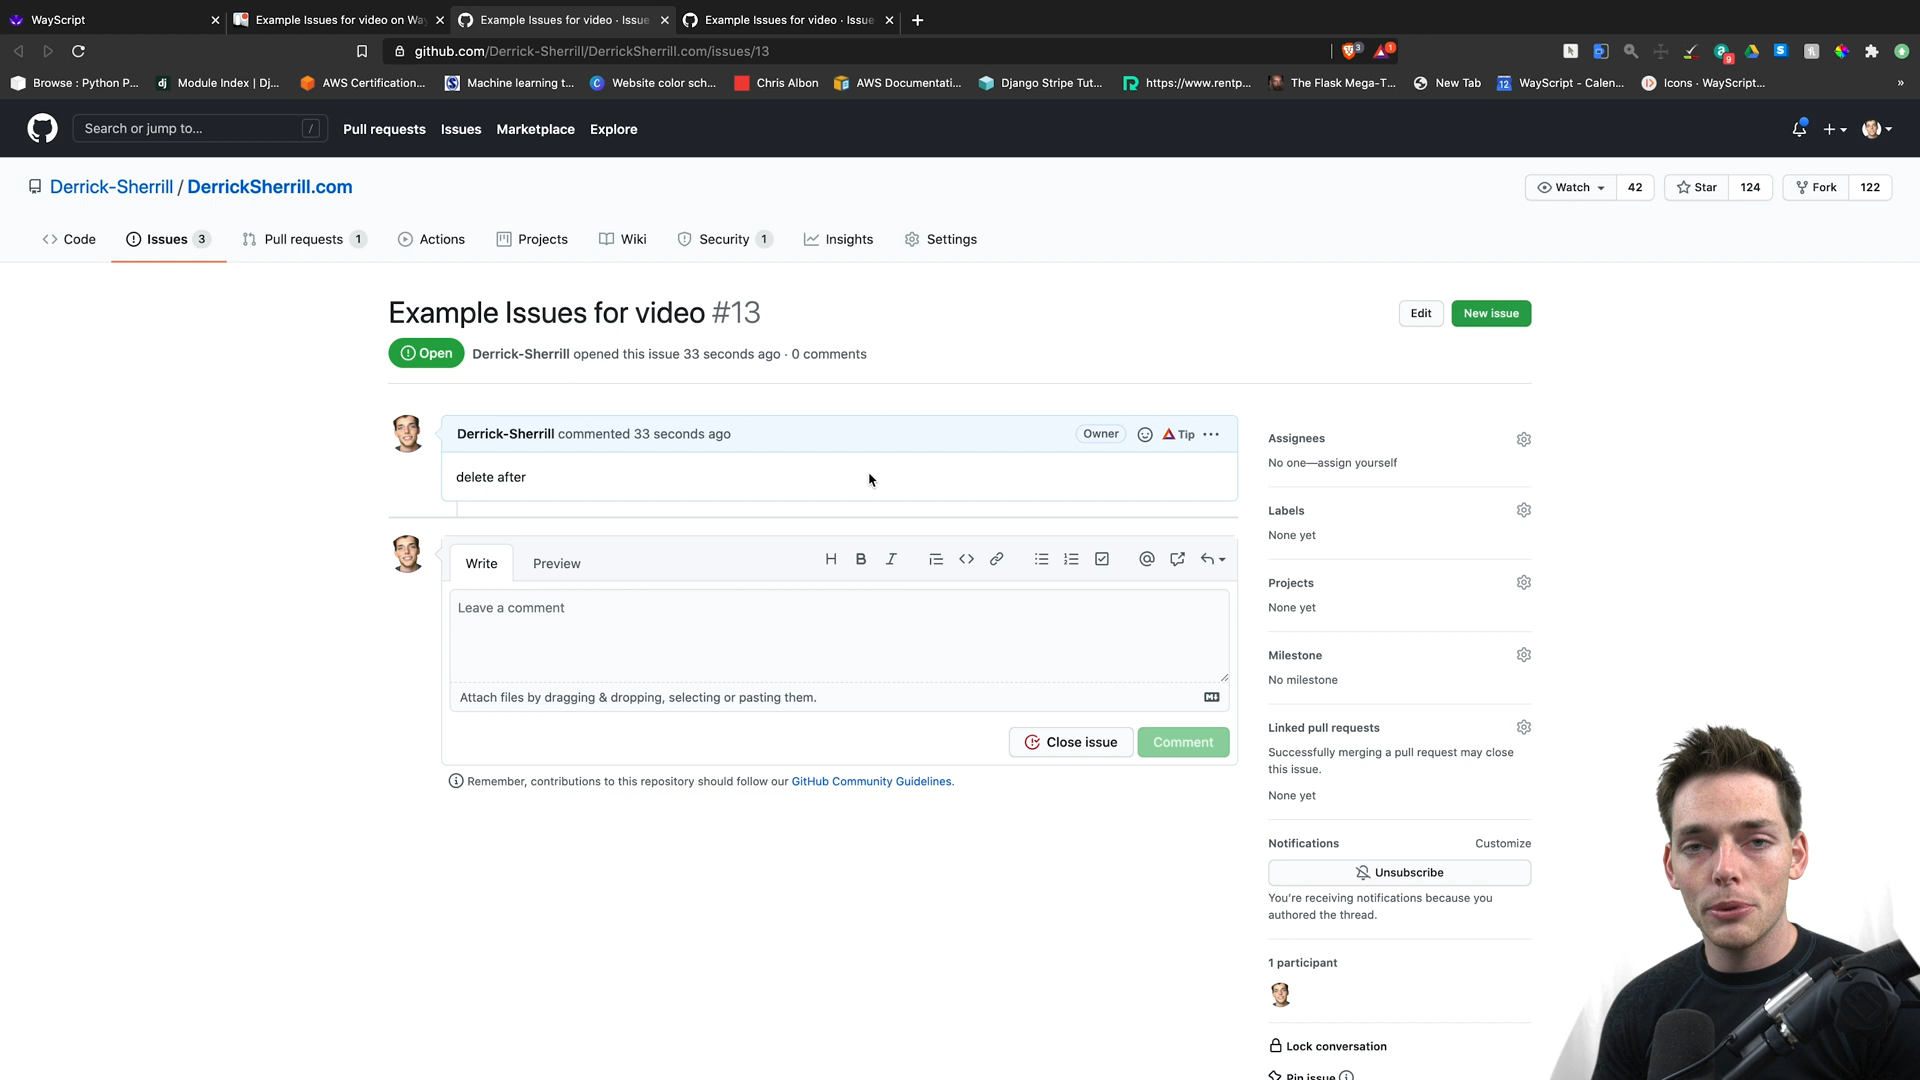 WayScript
Example Issues for video on Way
Example Issues for video · Issue
Example Issues for video · Issue
github.com/Derrick-Sherrill/DerrickSherrill.com/issues/13
3
1
9
Browse : Python P...
dj
Module Index | Dj...
AWS Certification...
Machine learning t...
Website color sch...
Chris Albon
AWS Documentati...
Django Stripe Tut...
https://www.rentp...
The Flask Mega-T...
New Tab
12
WayScript - Calen...
Icons · WayScript...
»
Search or jump to...
/
Pull requests
Issues
Marketplace
Explore
Derrick-Sherrill / DerrickSherrill.com
Watch
42
Star
124
Fork
122
Code
Issues 3
Pull requests 1
Actions
Projects
Wiki
Security 1
Insights
Settings
Example Issues for video #13
Edit
New issue
Open
Derrick-Sherrill opened this issue 33 seconds ago · 0 comments
Derrick-Sherrill commented 33 seconds ago
Owner
Tip
delete after
Write
Preview
Leave a comment
Attach files by dragging & dropping, selecting or pasting them.
Close issue
Comment
Remember, contributions to this repository should follow our GitHub Community Guidelines.
Assignees
No one—assign yourself
Labels
None yet
Projects
None yet
Milestone
No milestone
Linked pull requests
Successfully merging a pull request may close
this issue.
None yet
Notifications
Customize
Unsubscribe
You're receiving notifications because you
authored the thread.
1 participant
Lock conversation
Pin issue